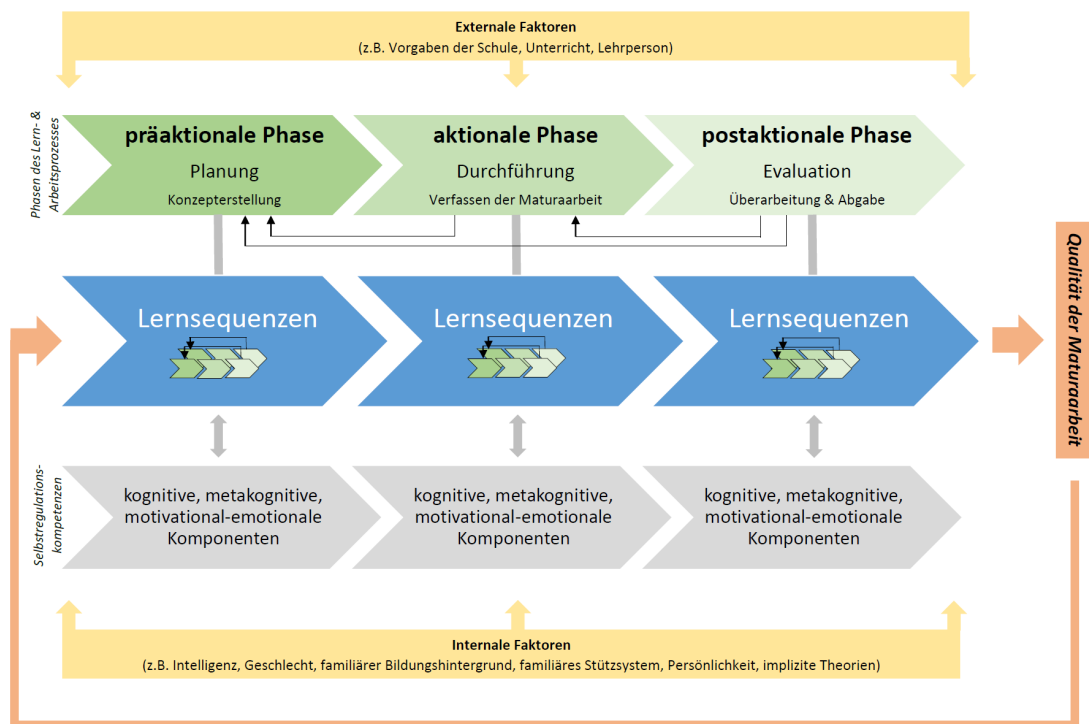 Externale Faktoren
(z.B. Vorgaben der Schule, Unterricht, Lehrperson)
Phasen des Lern- &
Arbeitsprozesses
präaktionale Phase
Planung
Konzepterstellung
aktionale Phase
Durchführung
Verfassen der Maturaarbeit
postaktionale Phase
Evaluation
Überarbeitung & Abgabe
Lernsequenzen
Lernsequenzen
Lernsequenzen
Qualität der Maturaarbeit
Selbstregulations-
kompetenzen
kognitive, metakognitive,
motivational-emotionale
Komponenten
kognitive, metakognitive,
motivational-emotionale
Komponenten
kognitive, metakognitive,
motivational-emotionale
Komponenten
Internale Faktoren
(z.B. Intelligenz, Geschlecht, familiärer Bildungshintergrund, familiäres Stützsystem, Persönlichkeit, implizite Theorien)